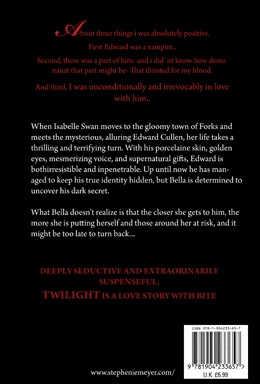 About three things i was absolutely positive.
First Edward was a vampire..
Second, there was a part of him- and i did'nt know how demi-
nanat that part might be- That thirsted for my blood.
And third, I was unconditionally and irrevocably in love
with him..
When Isabelle Swan moves to the gloomy town of Forks and
meets the mysterious, alluring Edward Cullen, her life takes a
thrilling and terrifying turn. With his porcelaine skin, golden
eyes, mesmerizing voice, and supernatural gifts, Edward is
bothirresistible and inpenetrable. Up until now he has man-
aged to keep his true identity hidden, but Bella is determined to
uncover his dark secret.
What Bella doesn't realize is that the closer she gets to him, the
more she is putting herself and those around her at risk, and it
might be too late to turn back...
DEEPLY SEDUCTIVE AND EXTRAORINARILY
SUSPENSEFUL,
TWILIGHT IS A LOVE STORY WITH BITE
ISBN 978-1-904233-65-7
9 781904 233657
www.stepheniemeyer.com/
U.K £6.99